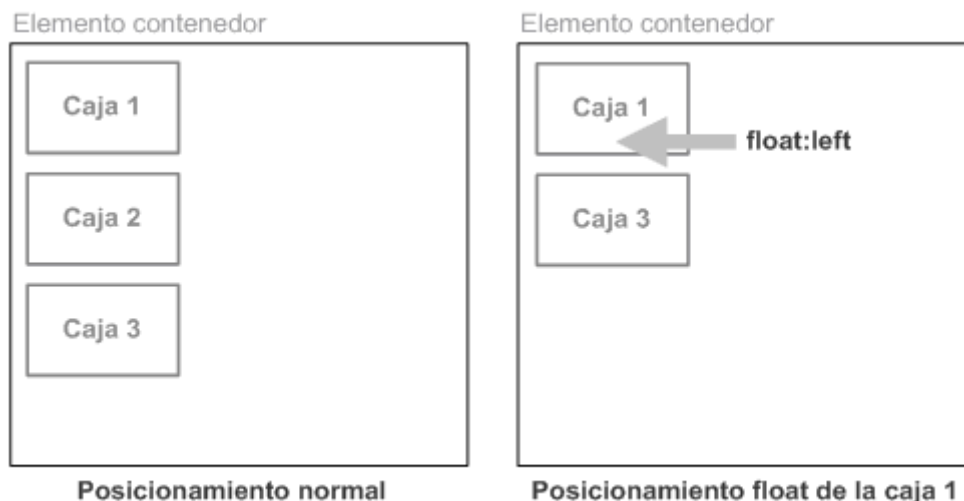 Elemento contenedor
Caja 1
Caja 2
Caja 3
Posicionamiento normal
Elemento contenedor
Caja 1
float:left
Caja 3
Posicionamiento float de la caja 1